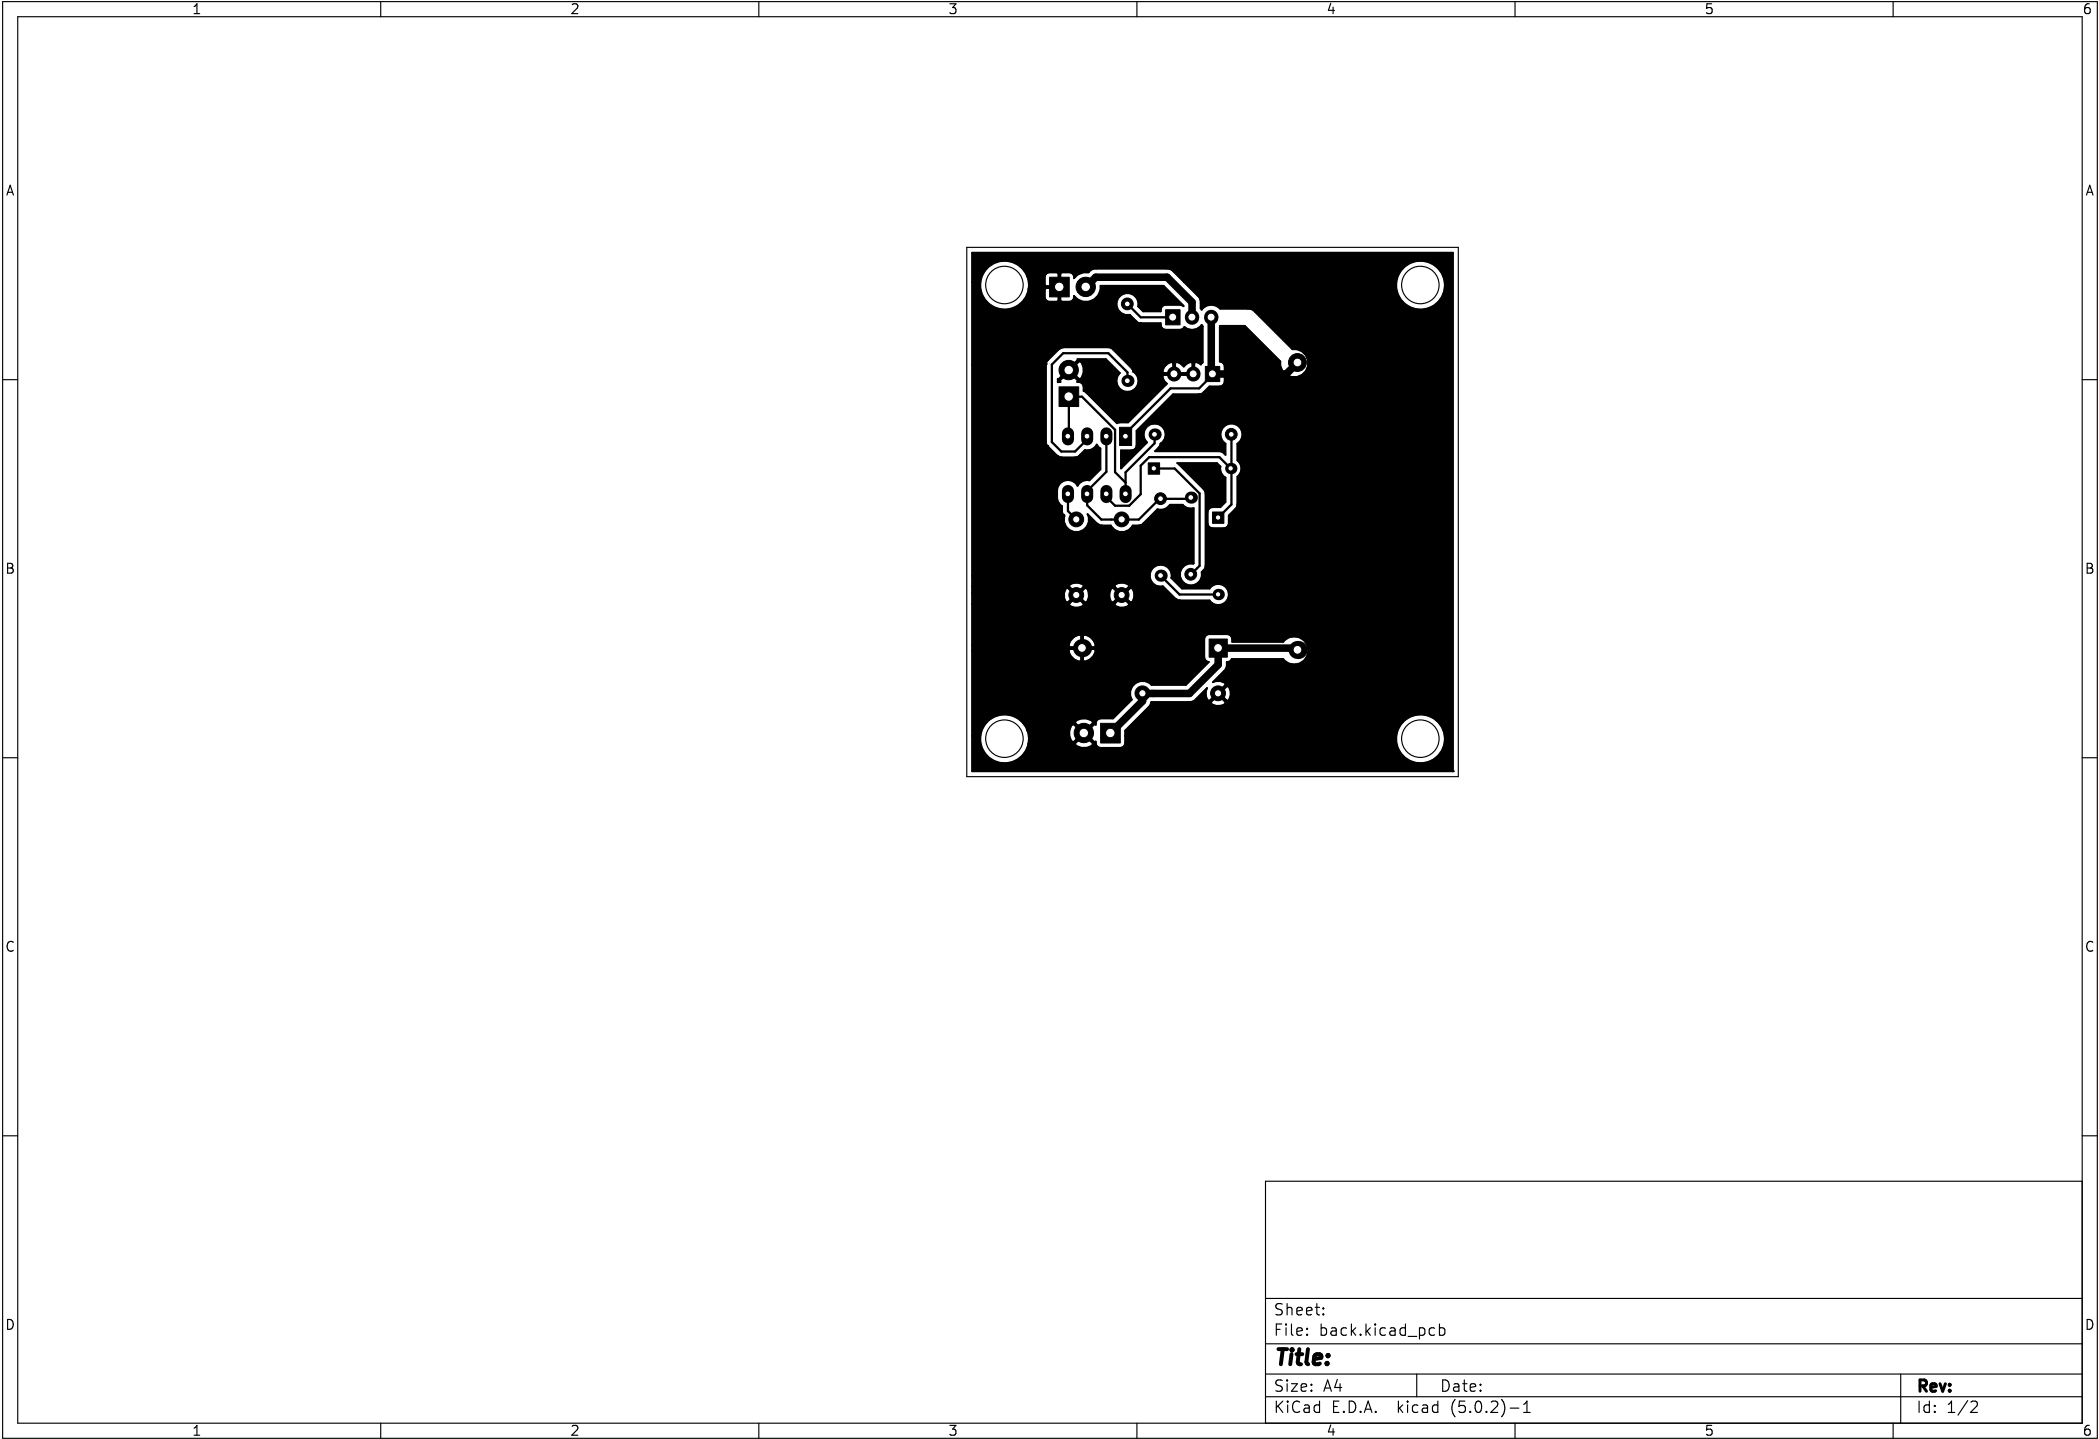 1 2 3 4 5 6
A A
B B
C C
Sheet:
File: back.kicad_pcb
D D
Title:
Size: A4 Date: Rev:
KiCad E.D.A. kicad (5.0.2)-1 Id: 1/2
1 2 3 4 5 6